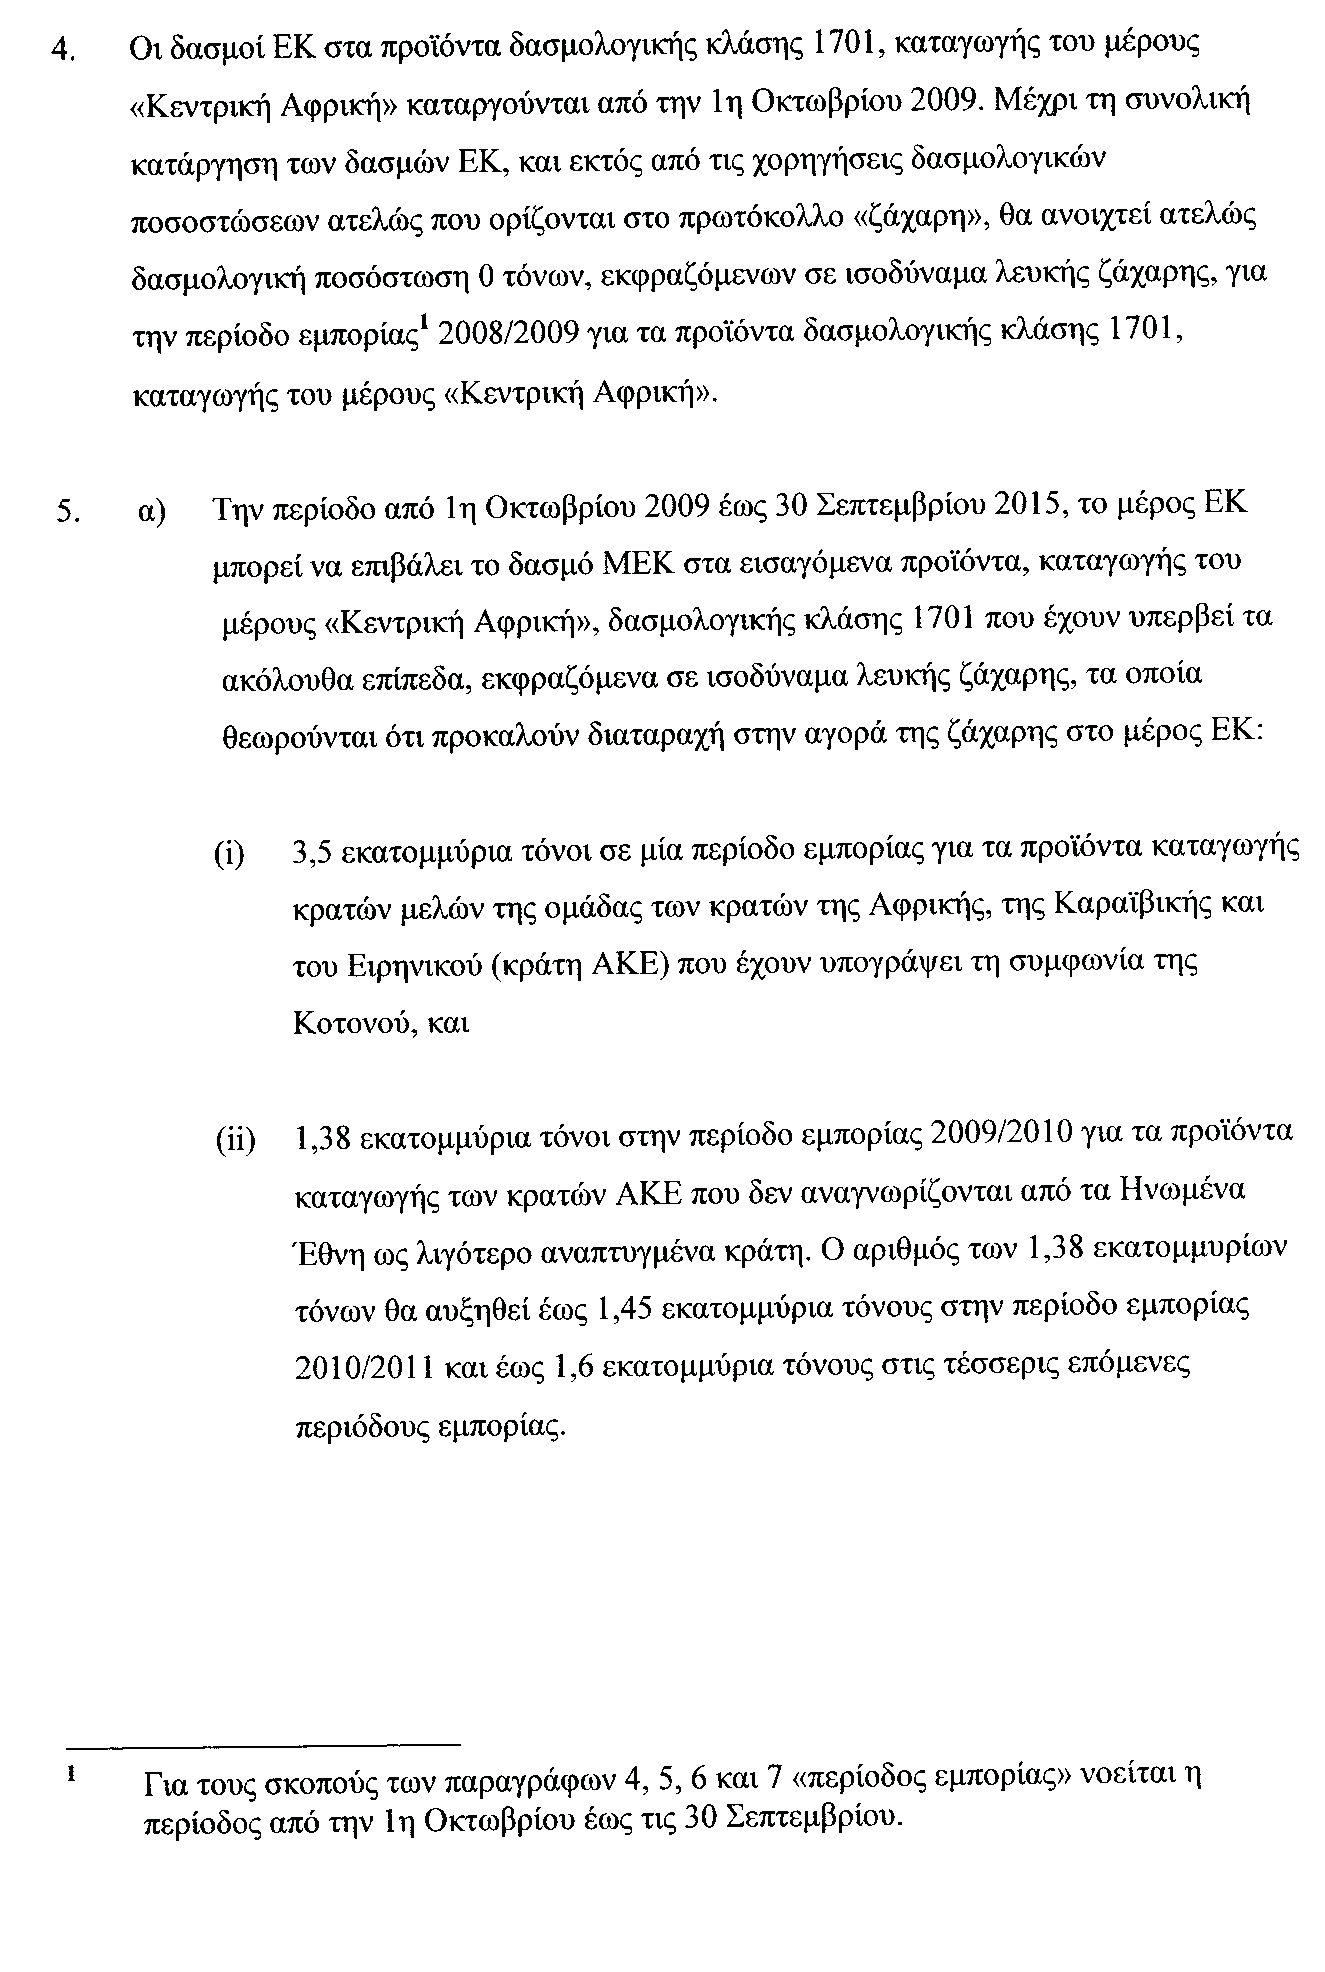 4. Οι δασμοί ΕΚ στα προϊόντα δασμολογικής κλάσης 1701, καταγωγής του μέρους
«Κεντρική Αφρική» καταργούνται από την 1η Οκτωβρίου 2009. Μέχρι τη συνολική
κατάργηση των δασμών ΕΚ, και εκτός από τις χορηγήσεις δασμολογικών
ποσοστώσεων ατελώς που ορίζονται στο πρωτόκολλο «ζάχαρη», θα ανοιχτεί ατελώς
δασμολογική ποσόστωση 0 τόνων, εκφραζόμενων σε ισοδύναμα λευκής ζάχαρης, για
την περίοδο εμπορίας¹ 2008/2009 για τα προϊόντα δασμολογικής κλάσης 1701,
καταγωγής του μέρους «Κεντρική Αφρική».
5. α) Την περίοδο από 1η Οκτωβρίου 2009 έως 30 Σεπτεμβρίου 2015, το μέρος ΕΚ
μπορεί να επιβάλει το δασμό ΜΕΚ στα εισαγόμενα προϊόντα, καταγωγής του
μέρους «Κεντρική Αφρική», δασμολογικής κλάσης 1701 που έχουν υπερβεί τα
ακόλουθα επίπεδα, εκφραζόμενα σε ισοδύναμα λευκής ζάχαρης, τα οποία
θεωρούνται ότι προκαλούν διαταραχή στην αγορά της ζάχαρης στο μέρος ΕΚ:
(i) 3,5 εκατομμύρια τόνοι σε μία περίοδο εμπορίας για τα προϊόντα καταγωγής
κρατών μελών της ομάδας των κρατών της Αφρικής, της Καραϊβικής και
του Ειρηνικού (κράτη ΑΚΕ) που έχουν υπογράψει τη συμφωνία της
Κοτονού, και
(ii) 1,38 εκατομμύρια τόνοι στην περίοδο εμπορίας 2009/2010 για τα προϊόντα
καταγωγής των κρατών ΑΚΕ που δεν αναγνωρίζονται από τα Ηνωμένα
Έθνη ως λιγότερο αναπτυγμένα κράτη. Ο αριθμός των 1,38 εκατομμυρίων
τόνων θα αυξηθεί έως 1,45 εκατομμύρια τόνους στην περίοδο εμπορίας
2010/2011 και έως 1,6 εκατομμύρια τόνους στις τέσσερις επόμενες
περιόδους εμπορίας.
¹ Για τους σκοπούς των παραγράφων 4, 5, 6 και 7 «περίοδος εμπορίας» νοείται η
περίοδος από την 1η Οκτωβρίου έως τις 30 Σεπτεμβρίου.